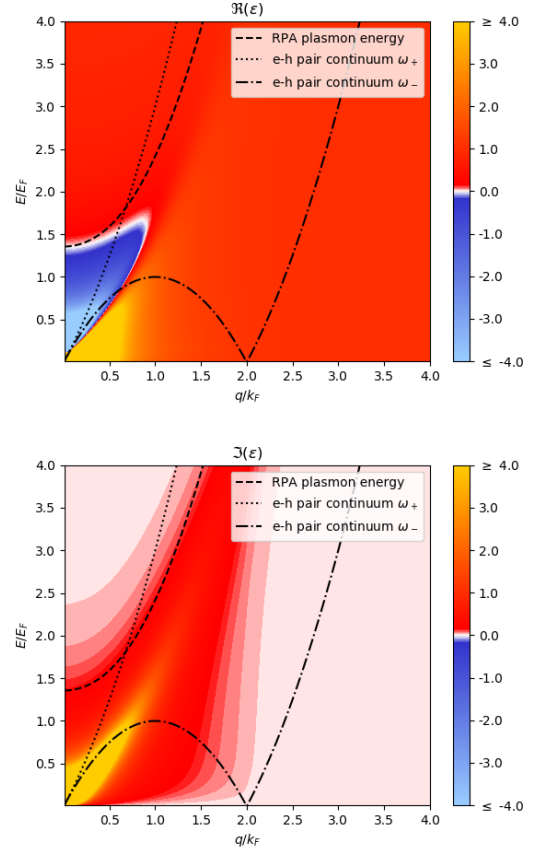 ℜ(ε)
4.0
3.5
3.0
2.5
2.0
1.5
1.0
0.5
E/E_F
RPA plasmon energy
e-h pair continuum ω₊
e-h pair continuum ω₋
0.5 1.0 1.5 2.0 2.5 3.0 3.5 4.0
q/k_F
≥ 4.0
3.0
2.0
1.0
0.0
-1.0
-2.0
-3.0
≤ -4.0
ℑ(ε)
4.0
3.5
3.0
2.5
2.0
1.5
1.0
0.5
E/E_F
RPA plasmon energy
e-h pair continuum ω₊
e-h pair continuum ω₋
0.5 1.0 1.5 2.0 2.5 3.0 3.5 4.0
q/k_F
≥ 4.0
3.0
2.0
1.0
0.0
-1.0
-2.0
-3.0
≤ -4.0